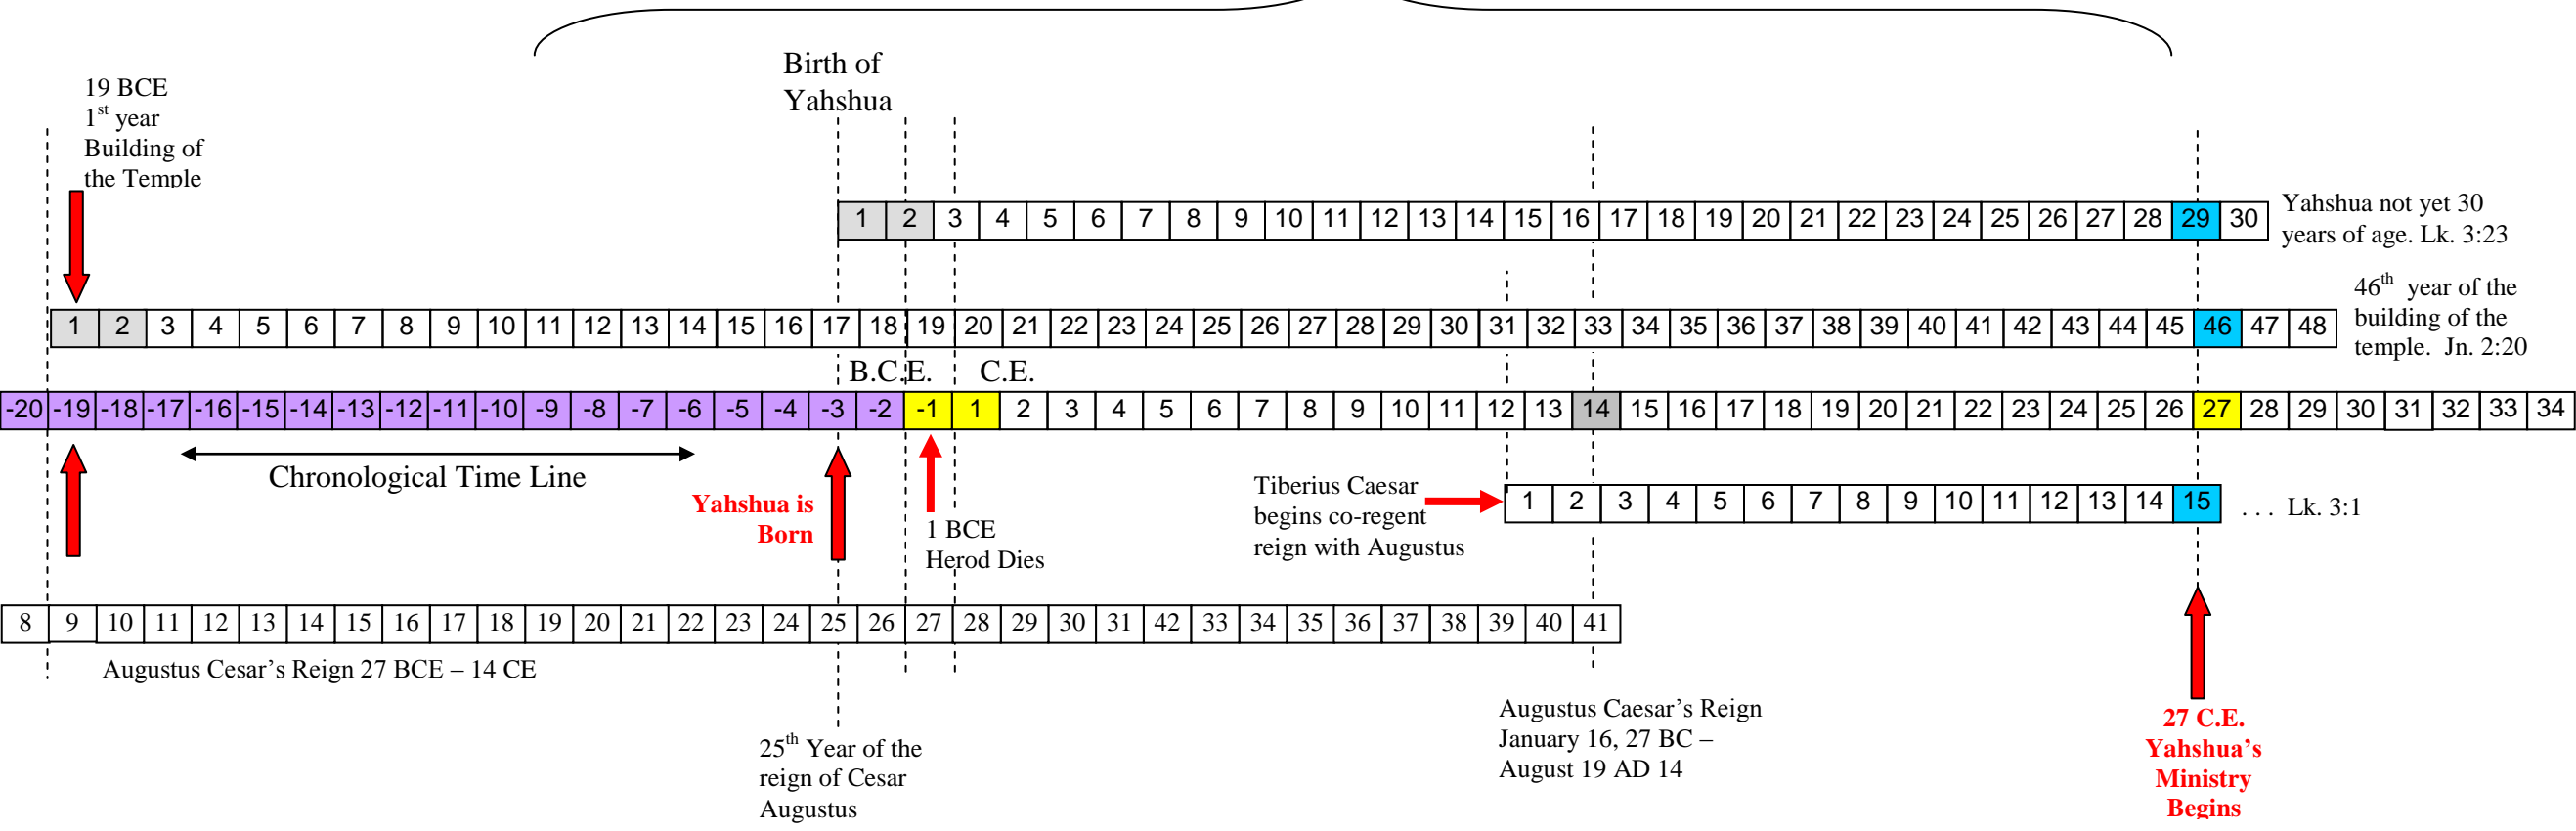 Birth of
Yahshua
19 BCE
1st year
Building of
the Temple
1 2 3 4 5 6 7 8 9 10 11 12 13 14 15 16 17 18 19 20 21 22 23 24 25 26 27 28 29 30
Yahshua not yet 30
years of age. Lk. 3:23
1 2 3 4 5 6 7 8 9 10 11 12 13 14 15 16 17 18 19 20 21 22 23 24 25 26 27 28 29 30 31 32 33 34 35 36 37 38 39 40 41 42 43 44 45 46 47 48
46th year of the
building of the
temple. Jn. 2:20
B.C.E. C.E.
-20 -19 -18 -17 -16 -15 -14 -13 -12 -11 -10 -9 -8 -7 -6 -5 -4 -3 -2 -1 1 2 3 4 5 6 7 8 9 10 11 12 13 14 15 16 17 18 19 20 21 22 23 24 25 26 27 28 29 30 31 32 33 34
Chronological Time Line
Yahshua is
Born
1 BCE
Herod Dies
Tiberius Caesar
begins co-regent
reign with Augustus
1 2 3 4 5 6 7 8 9 10 11 12 13 14 15
. . . Lk. 3:1
8 9 10 11 12 13 14 15 16 17 18 19 20 21 22 23 24 25 26 27 28 29 30 31 42 33 34 35 36 37 38 39 40 41
Augustus Cesar's Reign 27 BCE – 14 CE
25th Year of the
reign of Cesar
Augustus
Augustus Caesar's Reign
January 16, 27 BC –
August 19 AD 14
27 C.E.
Yahshua's
Ministry
Begins